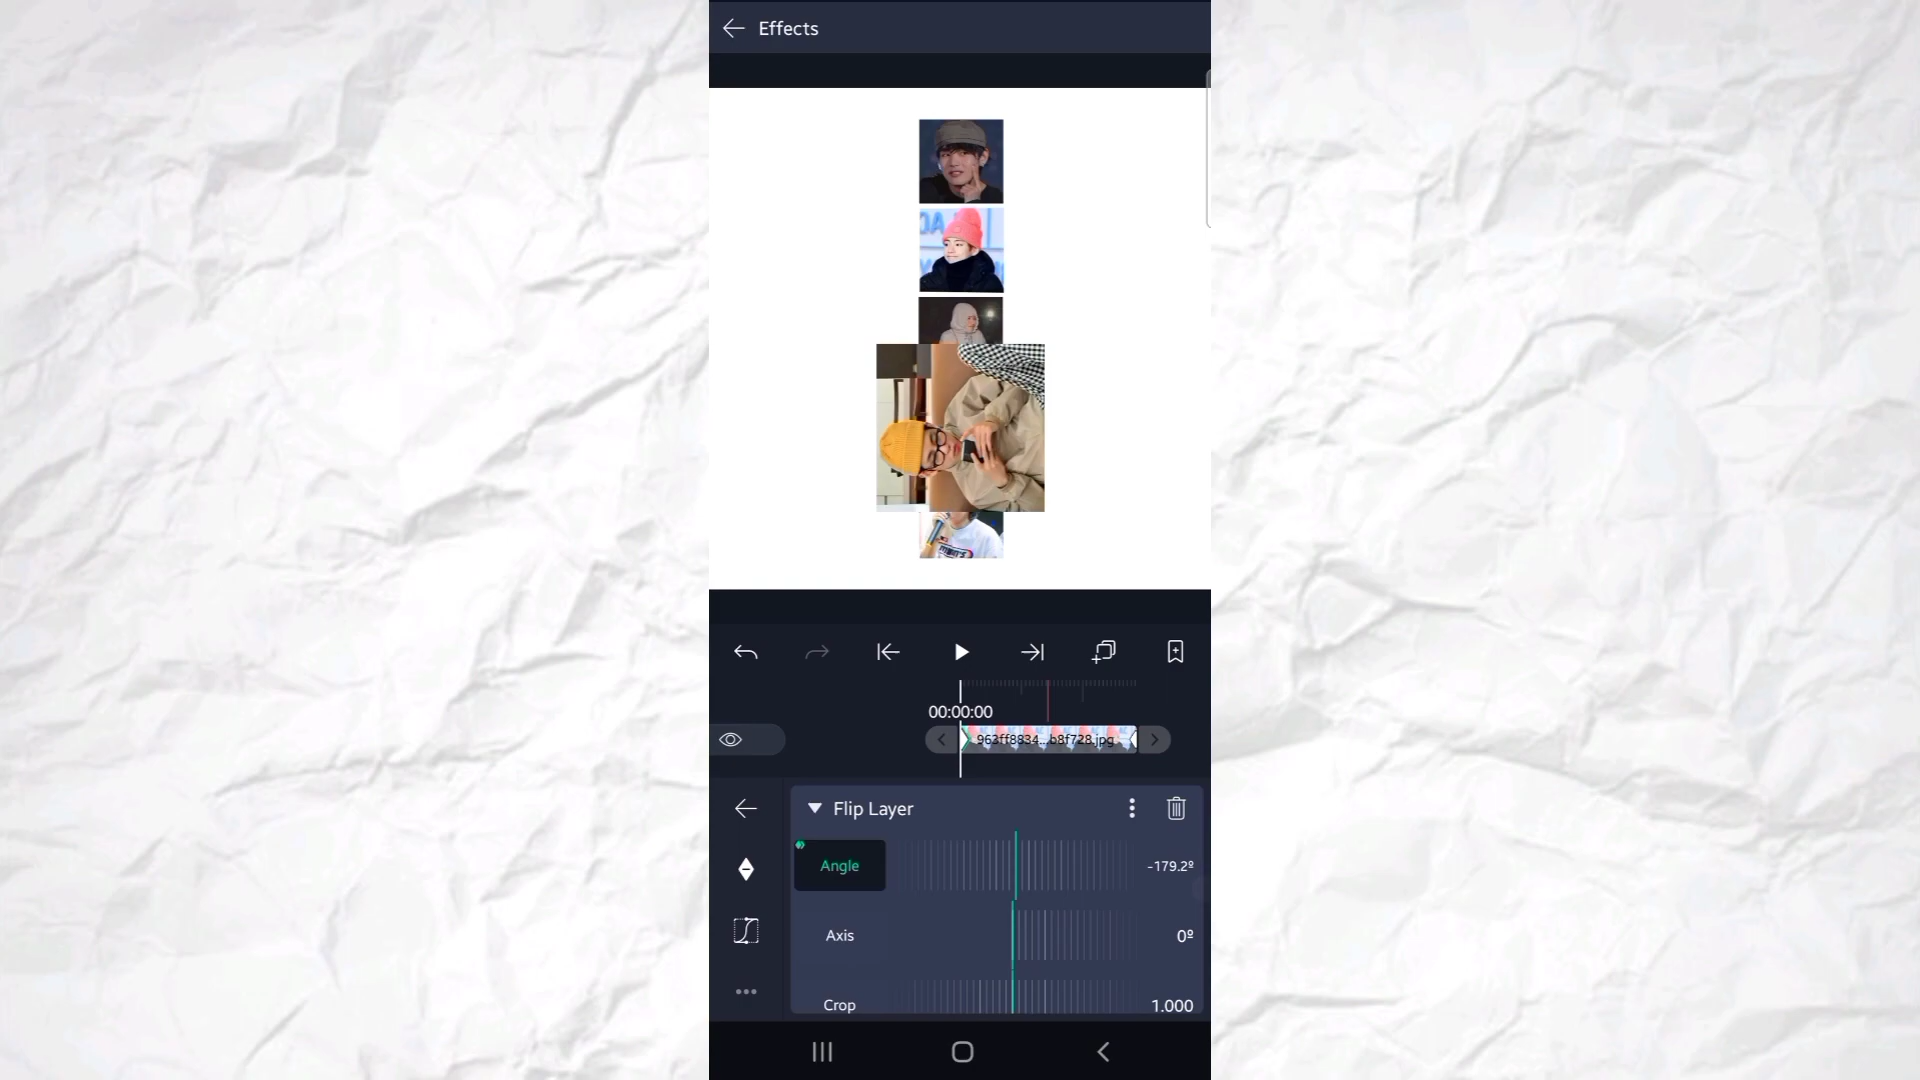 Effects
00:00:00
963ff8834...b8f728.jpg
Flip Layer
Angle
-179.2º
Axis
0º
Crop
1.000